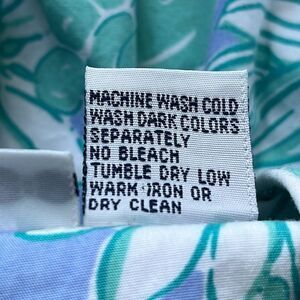 MACHINE WASH COLD
WASH DARK COLORS
SEPARATELY
NO BLEACH
TUMBLE DRY LOW
WARM IRON OR
DRY CLEAN